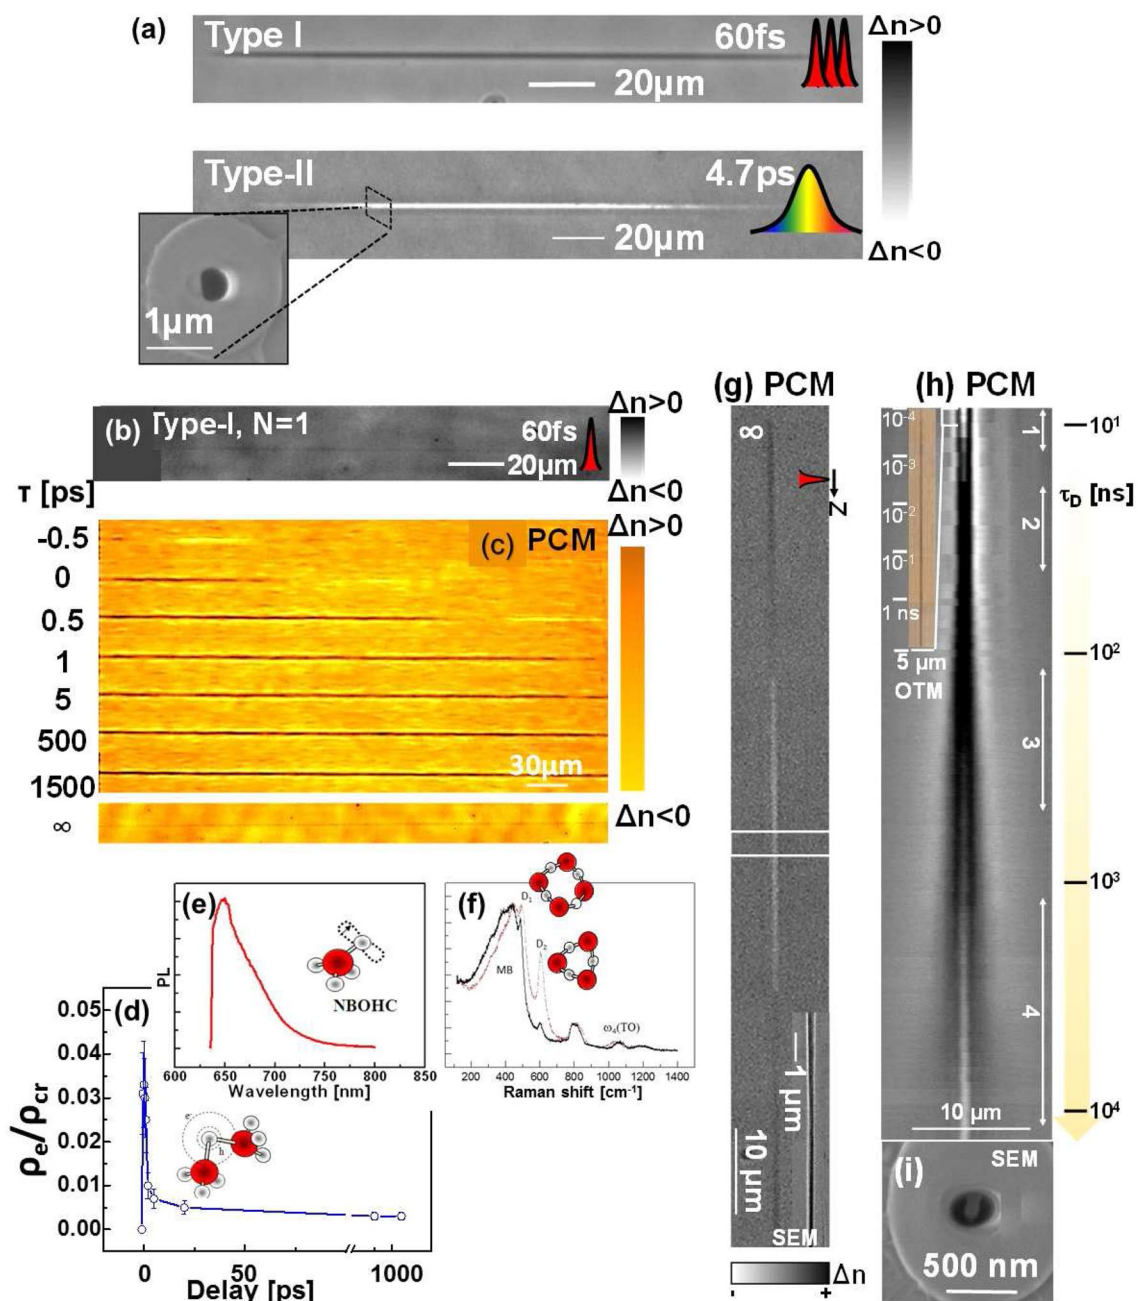 (a)
Type I
60fs
20µm
Δn>0
Type-II
4.7ps
20µm
Δn<0
1µm
(b) Type-I, N=1
60fs
20µm
Δn>0
Δn<0
τ [ps]
-0.5
0
0.5
1
5
500
1500
∞
(c) PCM
30µm
Δn>0
Δn<0
(d)
ρe/ρcr
0.05
0.04
0.03
0.02
0.01
0.00
0 50 1000
Delay [ps]
e
h
(e)
PL
NBOHC
600 650 700 750 800 850
Wavelength [nm]
(f)
D₁
D₂
MB
ω₄(TO)
200 400 600 800 1000 1200 1400
Raman shift [cm⁻¹]
(g) PCM
∞
Z
1 µm
10 µm
SEM
Δn
- +
(h) PCM
10⁻⁴
10⁻³
10⁻²
10⁻¹
1 ns
5 µm
OTM
1
2
3
4
10¹
τD [ns]
10²
10³
10⁴
10 µm
(i)
SEM
500 nm